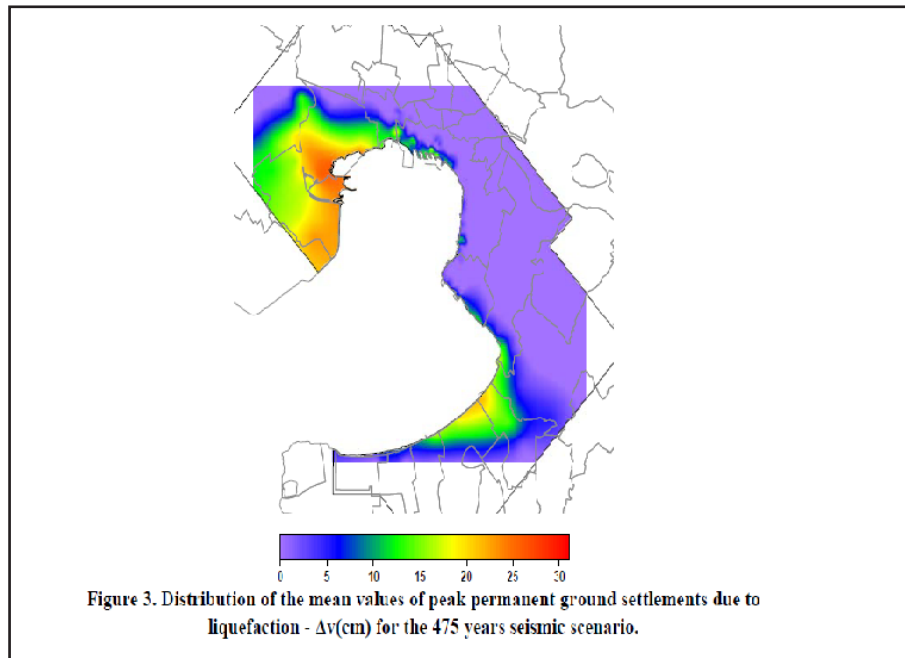 0 5 10 15 20 25 30
Figure 3. Distribution of the mean values of peak permanent ground settlements due to
liquefaction - Δv(cm) for the 475 years seismic scenario.